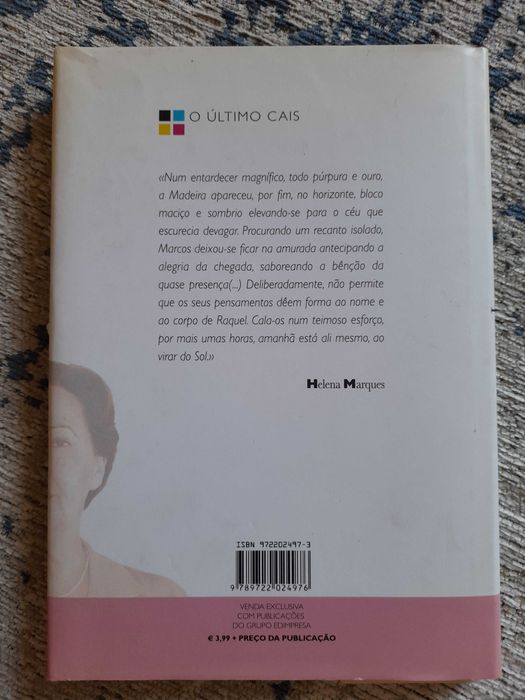 O ÚLTIMO CAIS
«Num entardecer magnífico, todo púrpura e ouro,
a Madeira apareceu, por fim, no horizonte, bloco
maciço e sombrio elevando-se para o céu que
escurecia devagar. Procurando um recanto isolado,
Marcos deixou-se ficar na amurada antecipando a
alegria da chegada, saboreando a bênção da
quase presença(...) Deliberadamente, não permite
que os seus pensamentos dêem forma ao nome e
ao corpo de Raquel. Cala-os num teimoso esforço,
por mais umas horas, amanhã está ali mesmo, ao
virar do Sol.»
Helena Marques
ISBN 972202497-3
9 789722 024976
VENDA EXCLUSIVA
COM PUBLICAÇÕES
DO GRUPO EDIMPRESA
€ 3,99 + PREÇO DA PUBLICAÇÃO